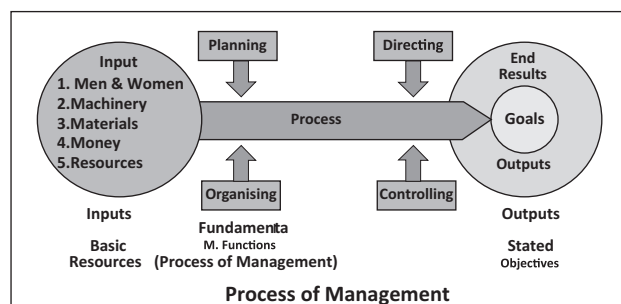 Planning
Directing
Input
1. Men & Women
2.Machinery
3.Materials
4.Money
5.Resources
Process
End
Results
Goals
Outputs
Organising
Controlling
Inputs
Basic
Resources
Fundamenta
M. Functions
(Process of Management)
Outputs
Stated
Objectives
Process of Management